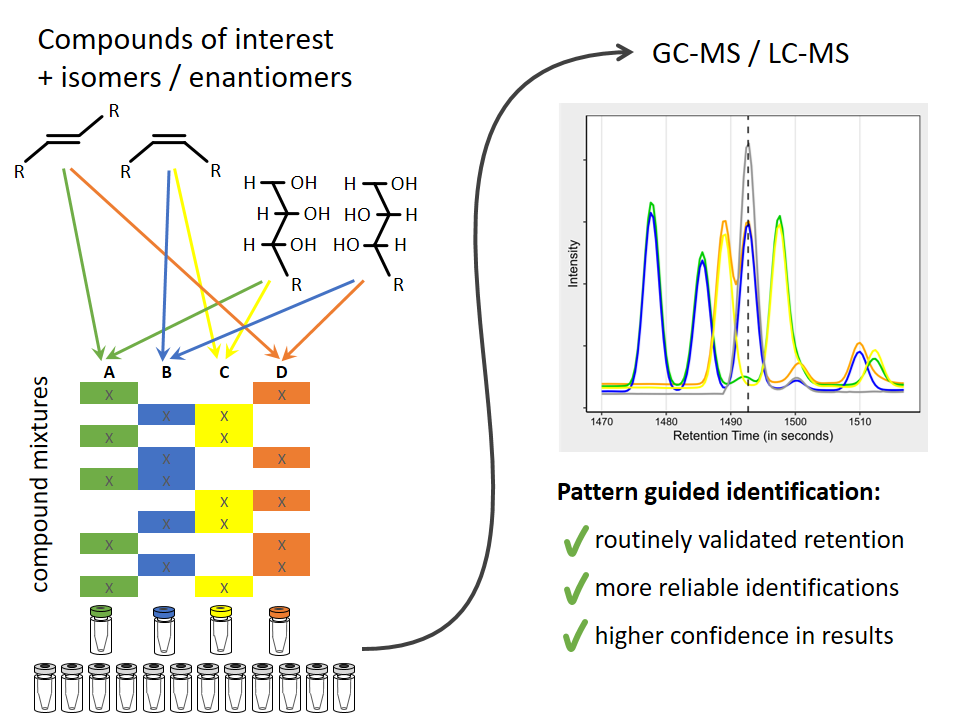 Compounds of interest
+ isomers / enantiomers
GC-MS / LC-MS
R
R
R R
H OH
H OH
H OH
R
H OH
HO H
HO H
R
A B C D
compound mixtures
X X
X X
X X
X X
X X
X X
X X
X X
X X
X X
Intensity
1470 1480 1490 1500 1510
Retention Time (in seconds)
Pattern guided identification:
routinely validated retention
more reliable identifications
higher confidence in results